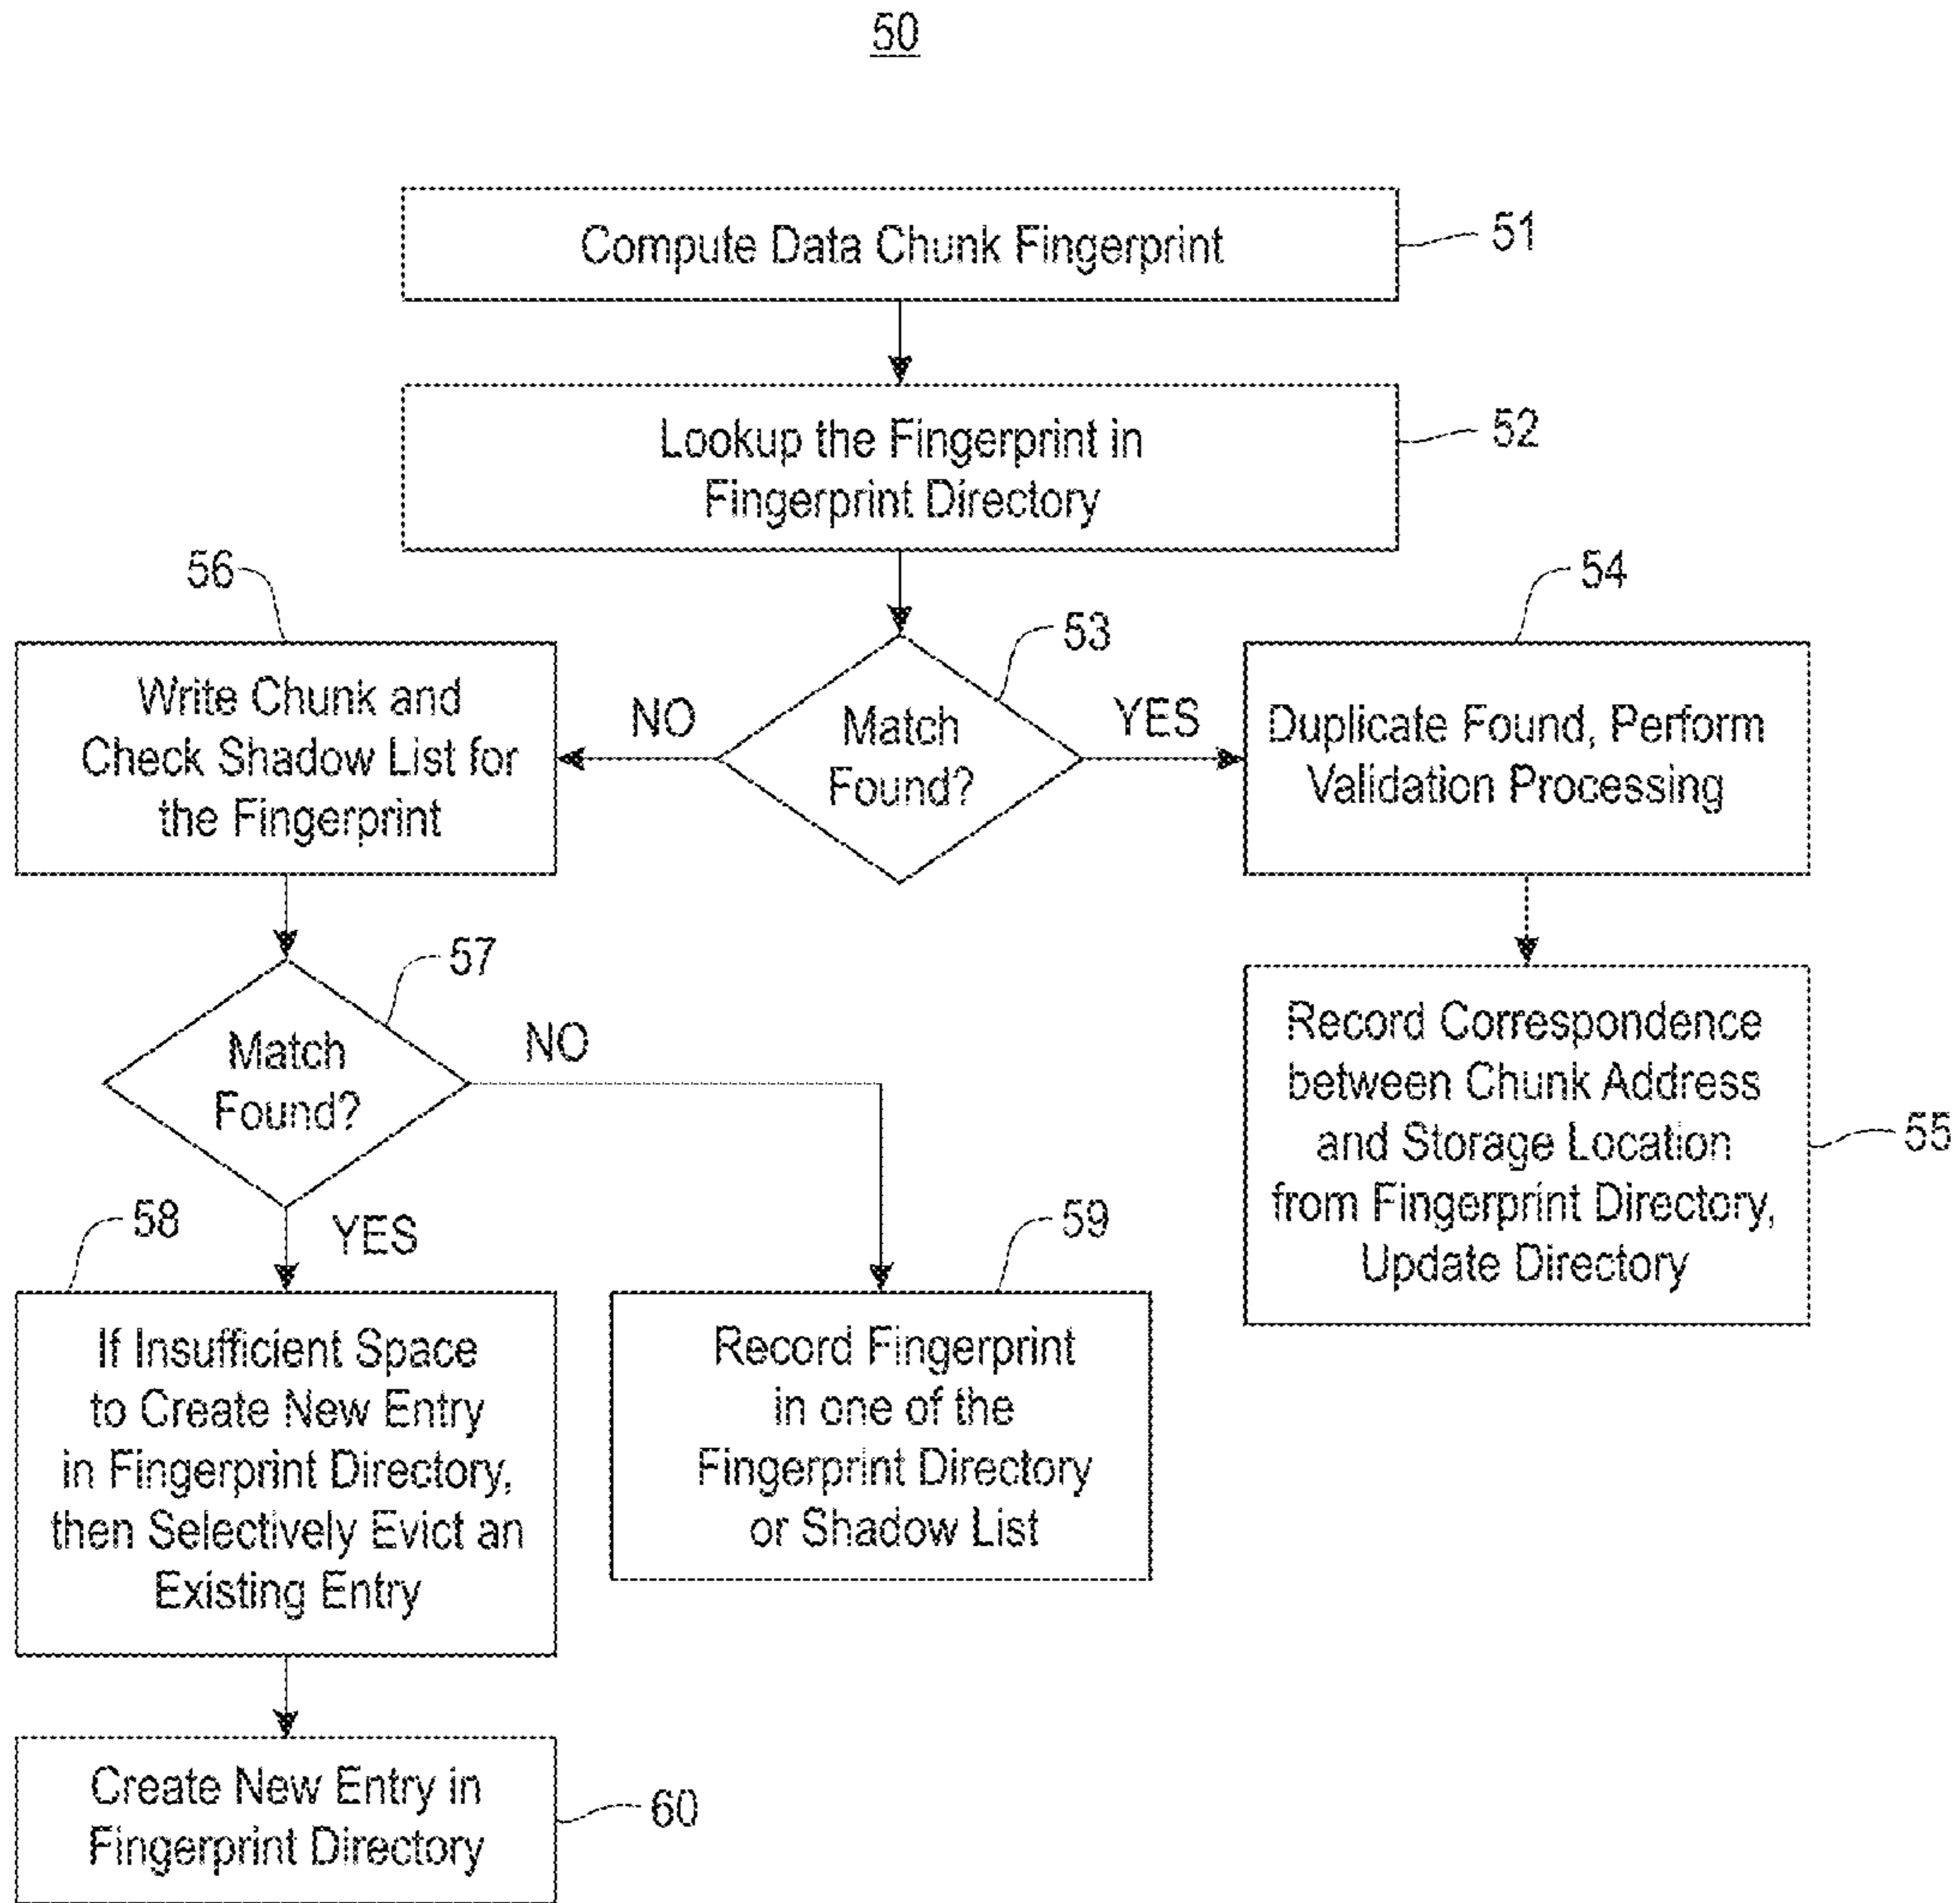 50
Compute Data Chunk Fingerprint
51
Lookup the Fingerprint in
Fingerprint Directory
52
53
Match
Found?
NO
YES
56
Write Chunk and
Check Shadow List for
the Fingerprint
54
Duplicate Found, Perform
Validation Processing
57
Match
Found?
NO
YES
Record Correspondence
between Chunk Address
and Storage Location
from Fingerprint Directory,
Update Directory
55
58
If Insufficient Space
to Create New Entry
in Fingerprint Directory,
then Selectively Evict an
Existing Entry
59
Record Fingerprint
in one of the
Fingerprint Directory
or Shadow List
Create New Entry in
Fingerprint Directory
60